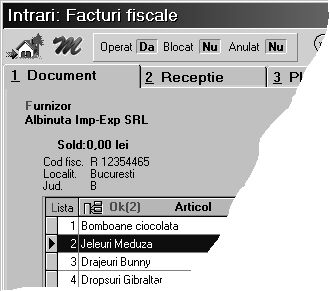 Intrari: Facturi fiscale
M Operat Da Blocat Nu Anulat Nu
1 Document 2 Receptie 3
Furnizor
Albinuta Imp-Exp SRL
Sold:0,00 lei
Cod fisc. R 12354465
Localit. Bucuresti
Jud. B
Lista Ok(2) Articol
1 Bomboane ciocolata
2 Jeleuri Meduza
3 Drajeuri Bunny
4 Dropsuri Gibraltar